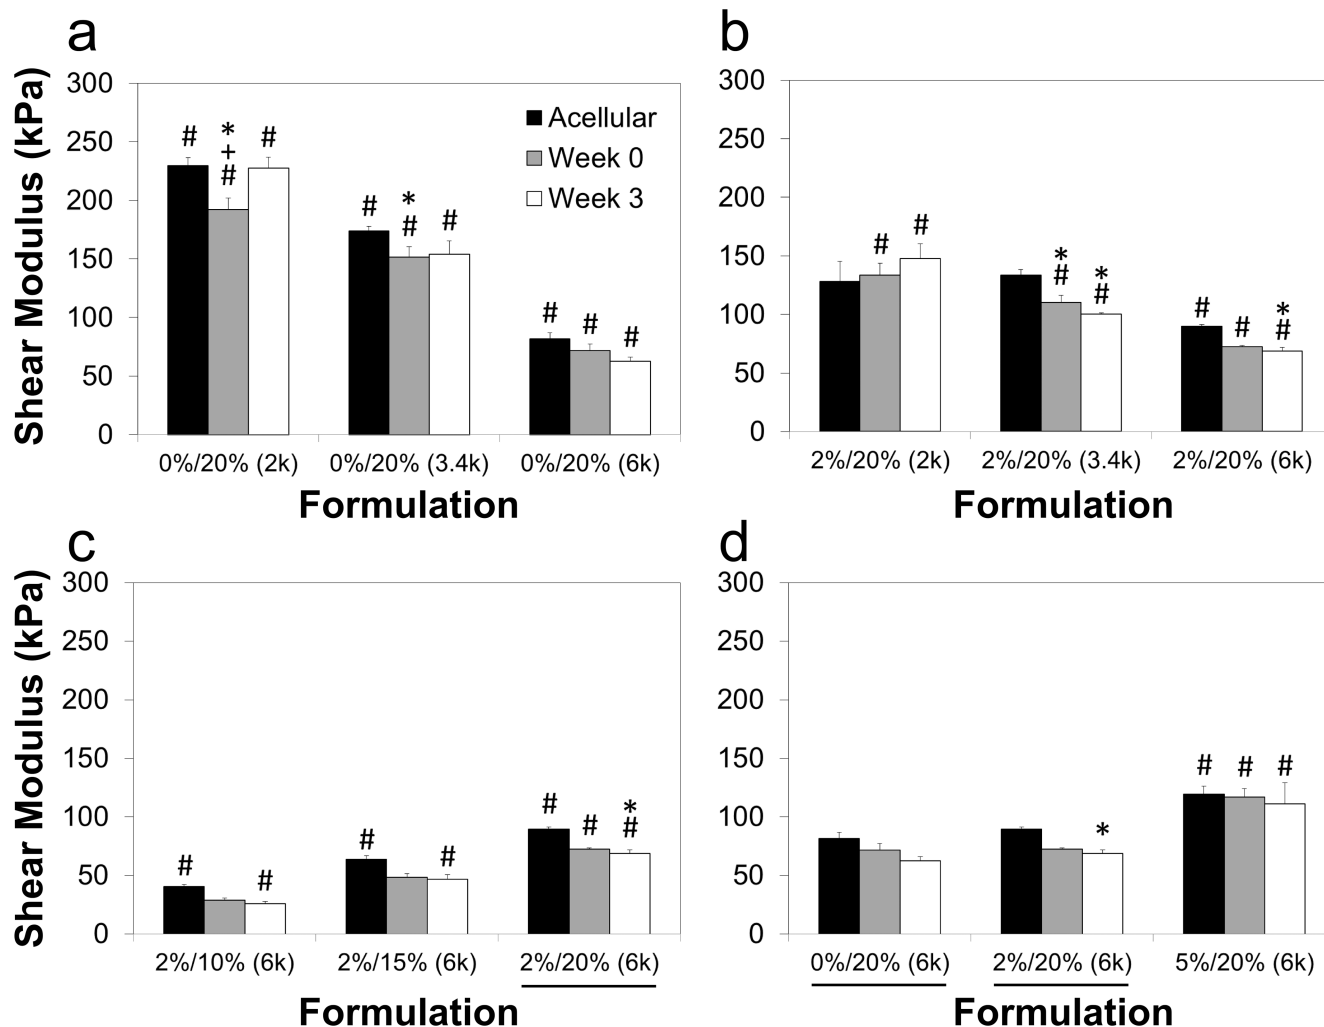 a
Shear Modulus (kPa)
300
250
200
150
100
50
0
# * + # #
# * # #
# # #
Acellular
Week 0
Week 3
0%/20% (2k) 0%/20% (3.4k) 0%/20% (6k)
Formulation
b
300
250
200
150
100
50
0
# #
* # * #
# # * #
2%/20% (2k) 2%/20% (3.4k) 2%/20% (6k)
Formulation
c
Shear Modulus (kPa)
300
250
200
150
100
50
0
# #
# #
# # * #
2%/10% (6k) 2%/15% (6k) 2%/20% (6k)
Formulation
d
300
250
200
150
100
50
0
*
# # #
0%/20% (6k) 2%/20% (6k) 5%/20% (6k)
Formulation